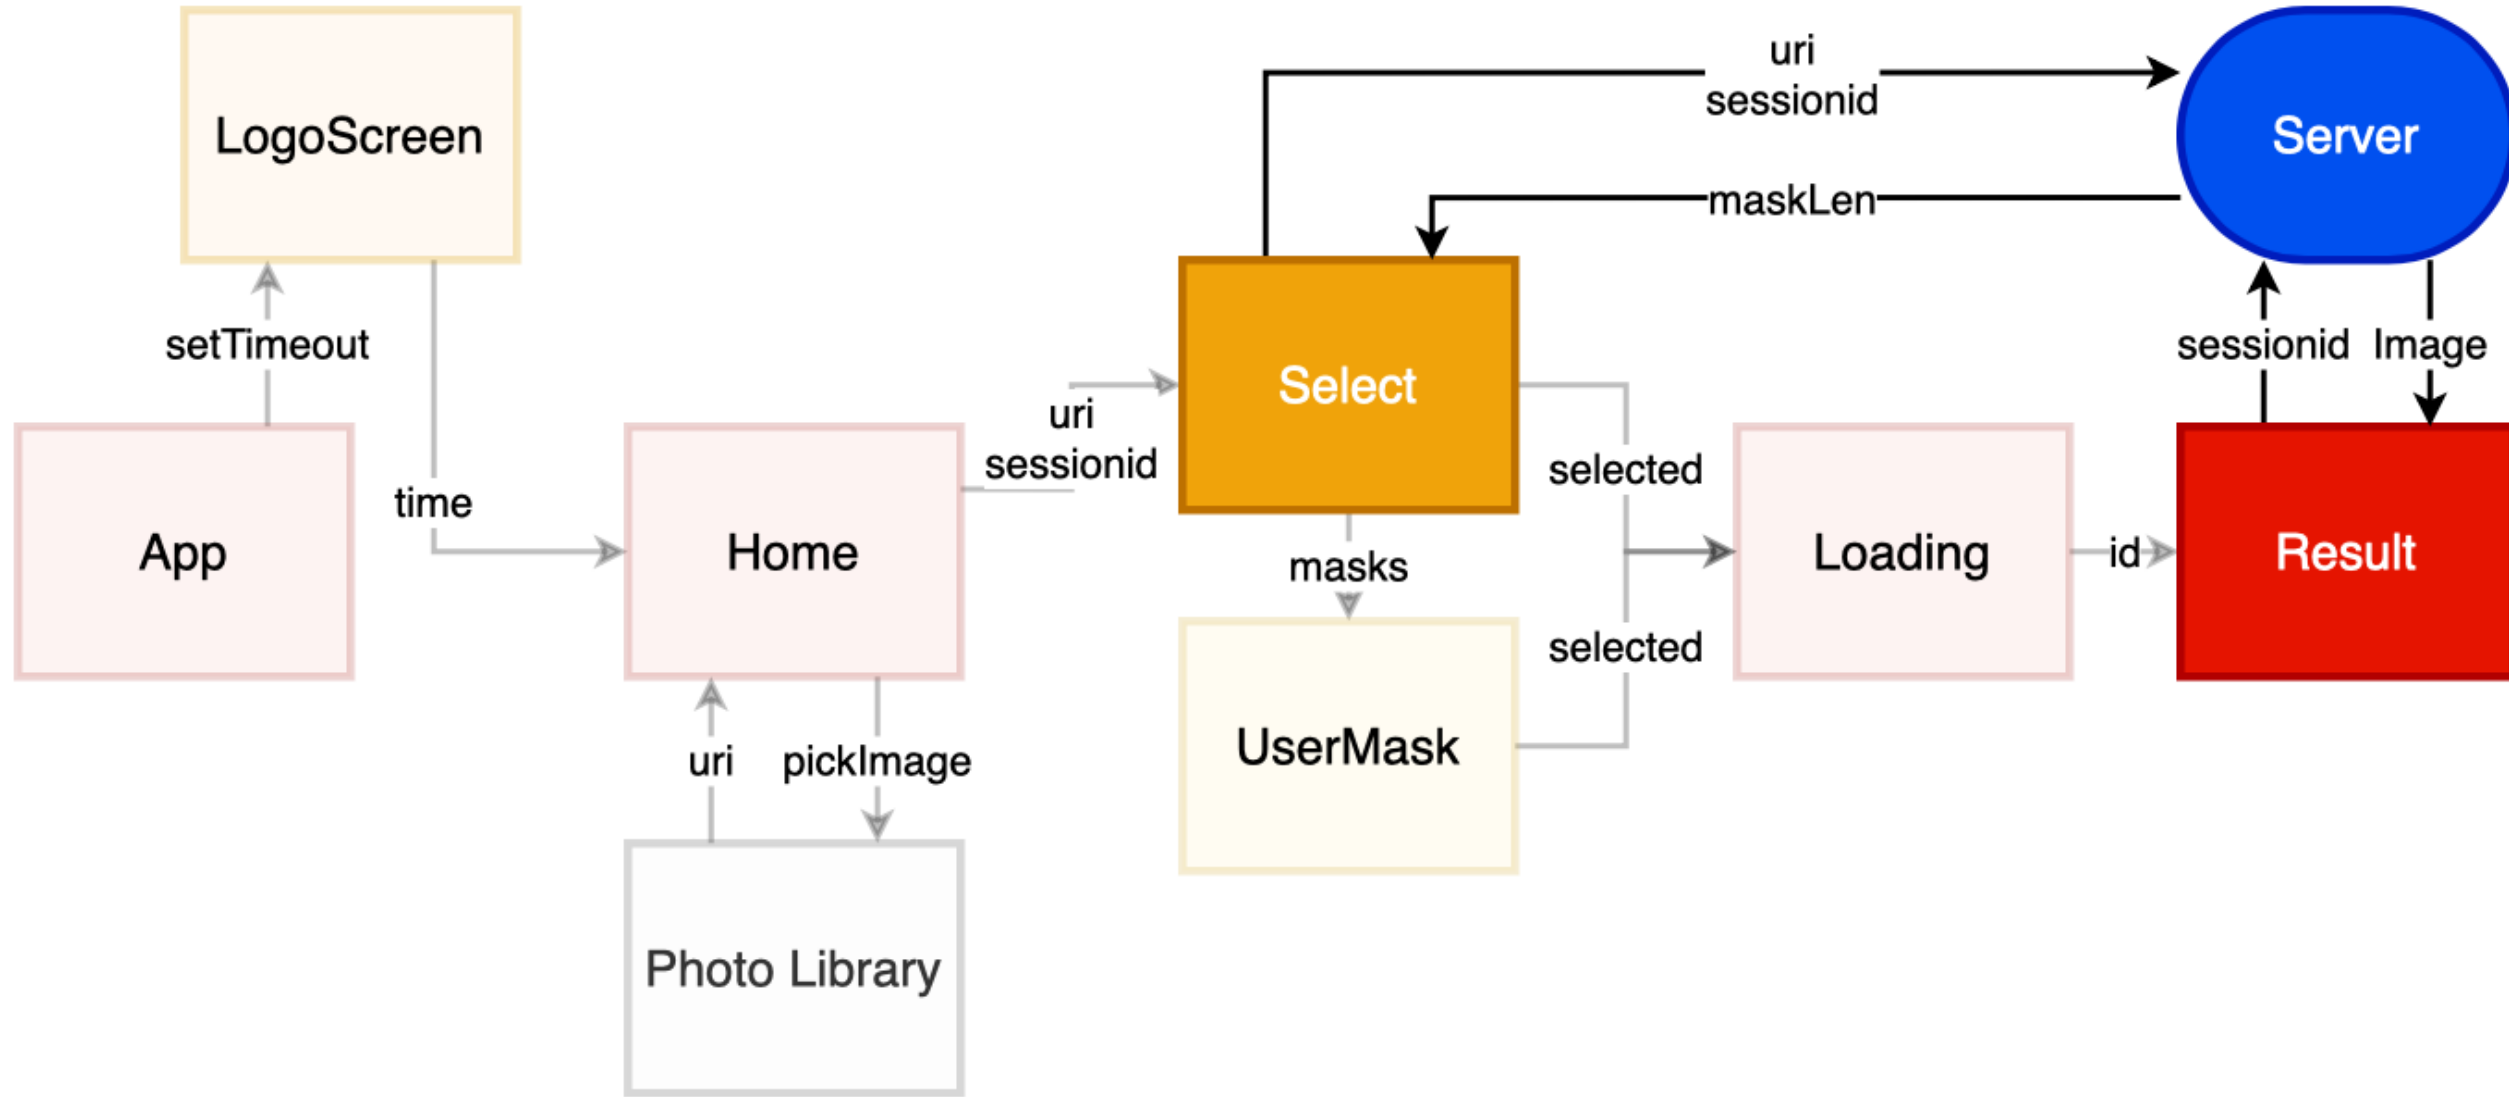 uri
sessionid
LogoScreen
Server
maskLen
setTimeout
sessionid
Image
Select
uri
sessionid
selected
time
App
Home
masks
Loading
id
Result
selected
UserMask
uri
pickImage
Photo Library